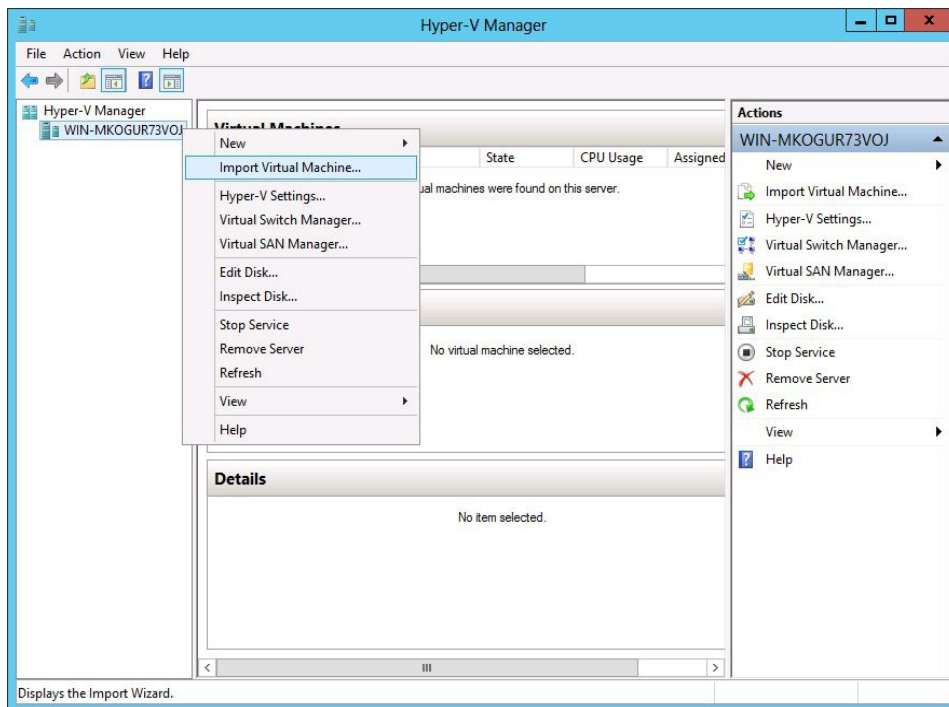 Hyper-V Manager
File Action View Help
Hyper-V Manager
WIN-MKOGUR73VOJ
Virtual Machines
State CPU Usage Assigned
machines were found on this server.
New
Import Virtual Machine...
Hyper-V Settings...
Virtual Switch Manager...
Virtual SAN Manager...
Edit Disk...
Inspect Disk...
Stop Service
Remove Server
Refresh
View
Help
No virtual machine selected.
Details
No item selected.
Actions
WIN-MKOGUR73VOJ
New
Import Virtual Machine...
Hyper-V Settings...
Virtual Switch Manager...
Virtual SAN Manager...
Edit Disk...
Inspect Disk...
Stop Service
Remove Server
Refresh
View
Help
Displays the Import Wizard.